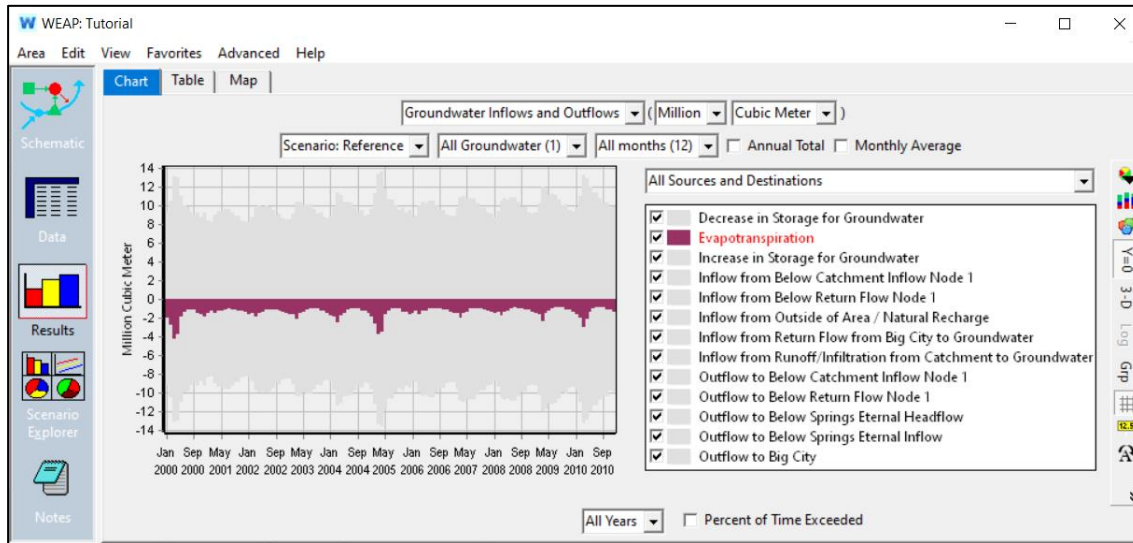 WEAP: Tutorial
Area Edit View Favorites Advanced Help
Chart Table Map
Groundwater Inflows and Outflows ( Million Cubic Meter )
Scenario: Reference All Groundwater (1) All months (12) Annual Total Monthly Average
Schematic
Data
Results
Scenario
Explorer
Notes
Million Cubic Meter
14
12
10
8
6
4
2
0
-2
-4
-6
-8
-10
-12
-14
Jan Sep May Jan Sep May Jan Sep May Jan Sep May Jan Sep May Jan Sep
2000 2000 2001 2002 2002 2003 2004 2004 2005 2006 2006 2007 2008 2008 2009 2010 2010
All Sources and Destinations
Decrease in Storage for Groundwater
Evapotranspiration
Increase in Storage for Groundwater
Inflow from Below Catchment Inflow Node 1
Inflow from Below Return Flow Node 1
Inflow from Outside of Area / Natural Recharge
Inflow from Return Flow from Big City to Groundwater
Inflow from Runoff/Infiltration from Catchment to Groundwater
Outflow to Below Catchment Inflow Node 1
Outflow to Below Return Flow Node 1
Outflow to Below Springs Eternal Headflow
Outflow to Below Springs Eternal Inflow
Outflow to Big City
Y=0
3-D
Log
Grp
All Years Percent of Time Exceeded